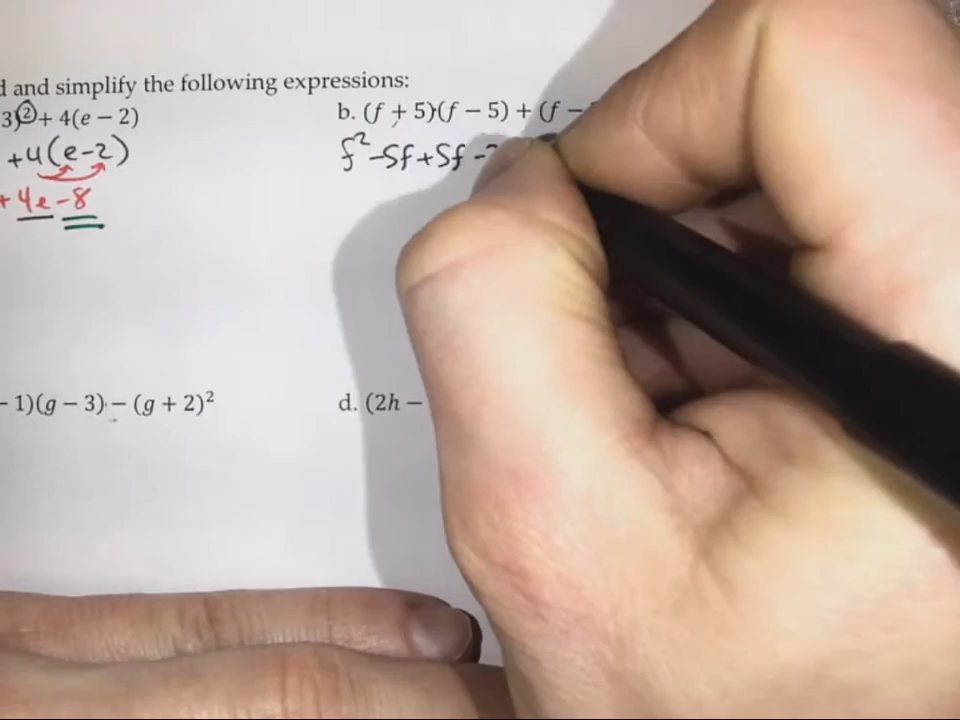 d and simplify the following expressions:
3)² + 4(e − 2)
b. (f + 5)(f − 5) + (f −
+4(e-2)
f²-5f+5f -
+ 4e -8
− 1)(g − 3) − (g + 2)²
d. (2h −